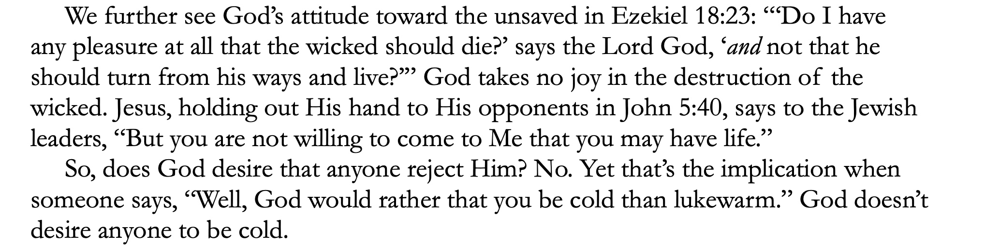 We further see God’s attitude toward the unsaved in Ezekiel 18:23: “‘Do I have
any pleasure at all that the wicked should die?’ says the Lord God, ‘and not that he
should turn from his ways and live?”’ God takes no joy in the destruction of the
wicked. Jesus, holding out His hand to His opponents in John 5:40, says to the Jewish
leaders, “But you are not willing to come to Me that you may have life.”
So, does God desire that anyone reject Him? No. Yet that’s the implication when
someone says, “Well, God would rather that you be cold than lukewarm.” God doesn’t
desire anyone to be cold.